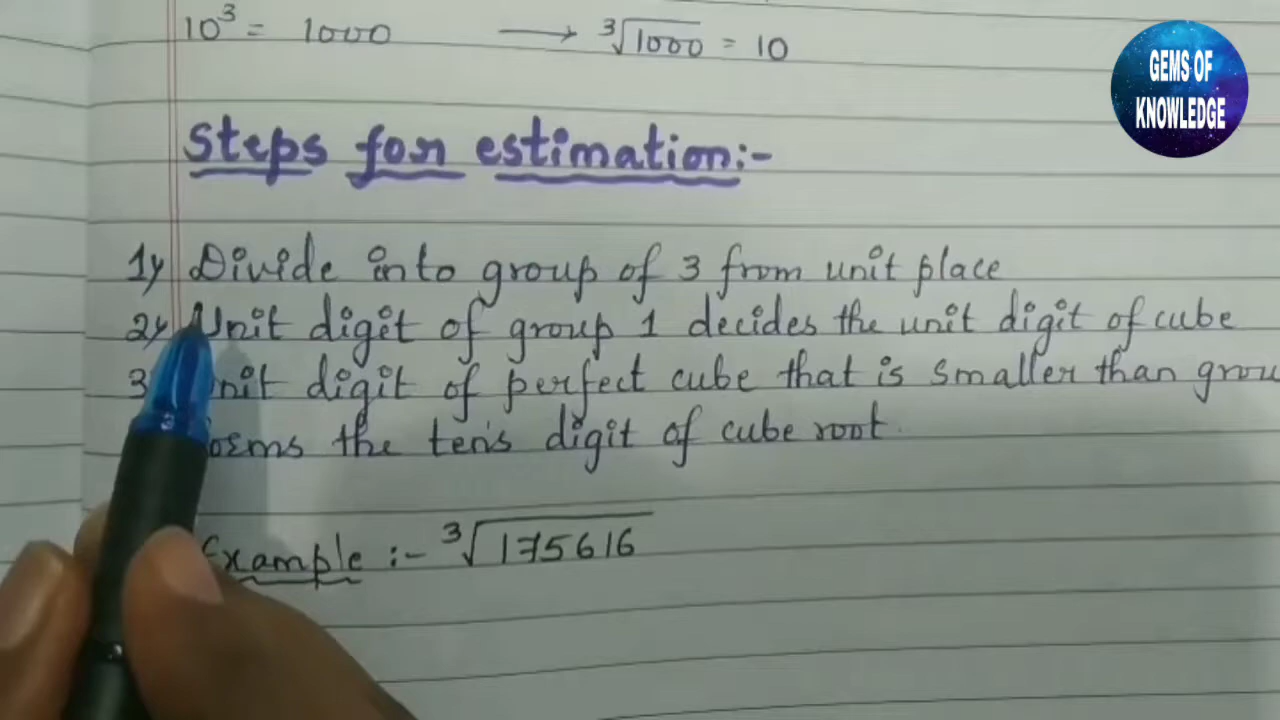 10³ = 1000 → ³√1000 = 10
GEMS OF
KNOWLEDGE
Steps for estimation:-
1) Divide into group of 3 from unit place
2) Unit digit of group 1 decides the unit digit of cube
3 nit digit of perfect cube that is smaller than grou
the ten's digit of cube root.
Example :- ³√175616